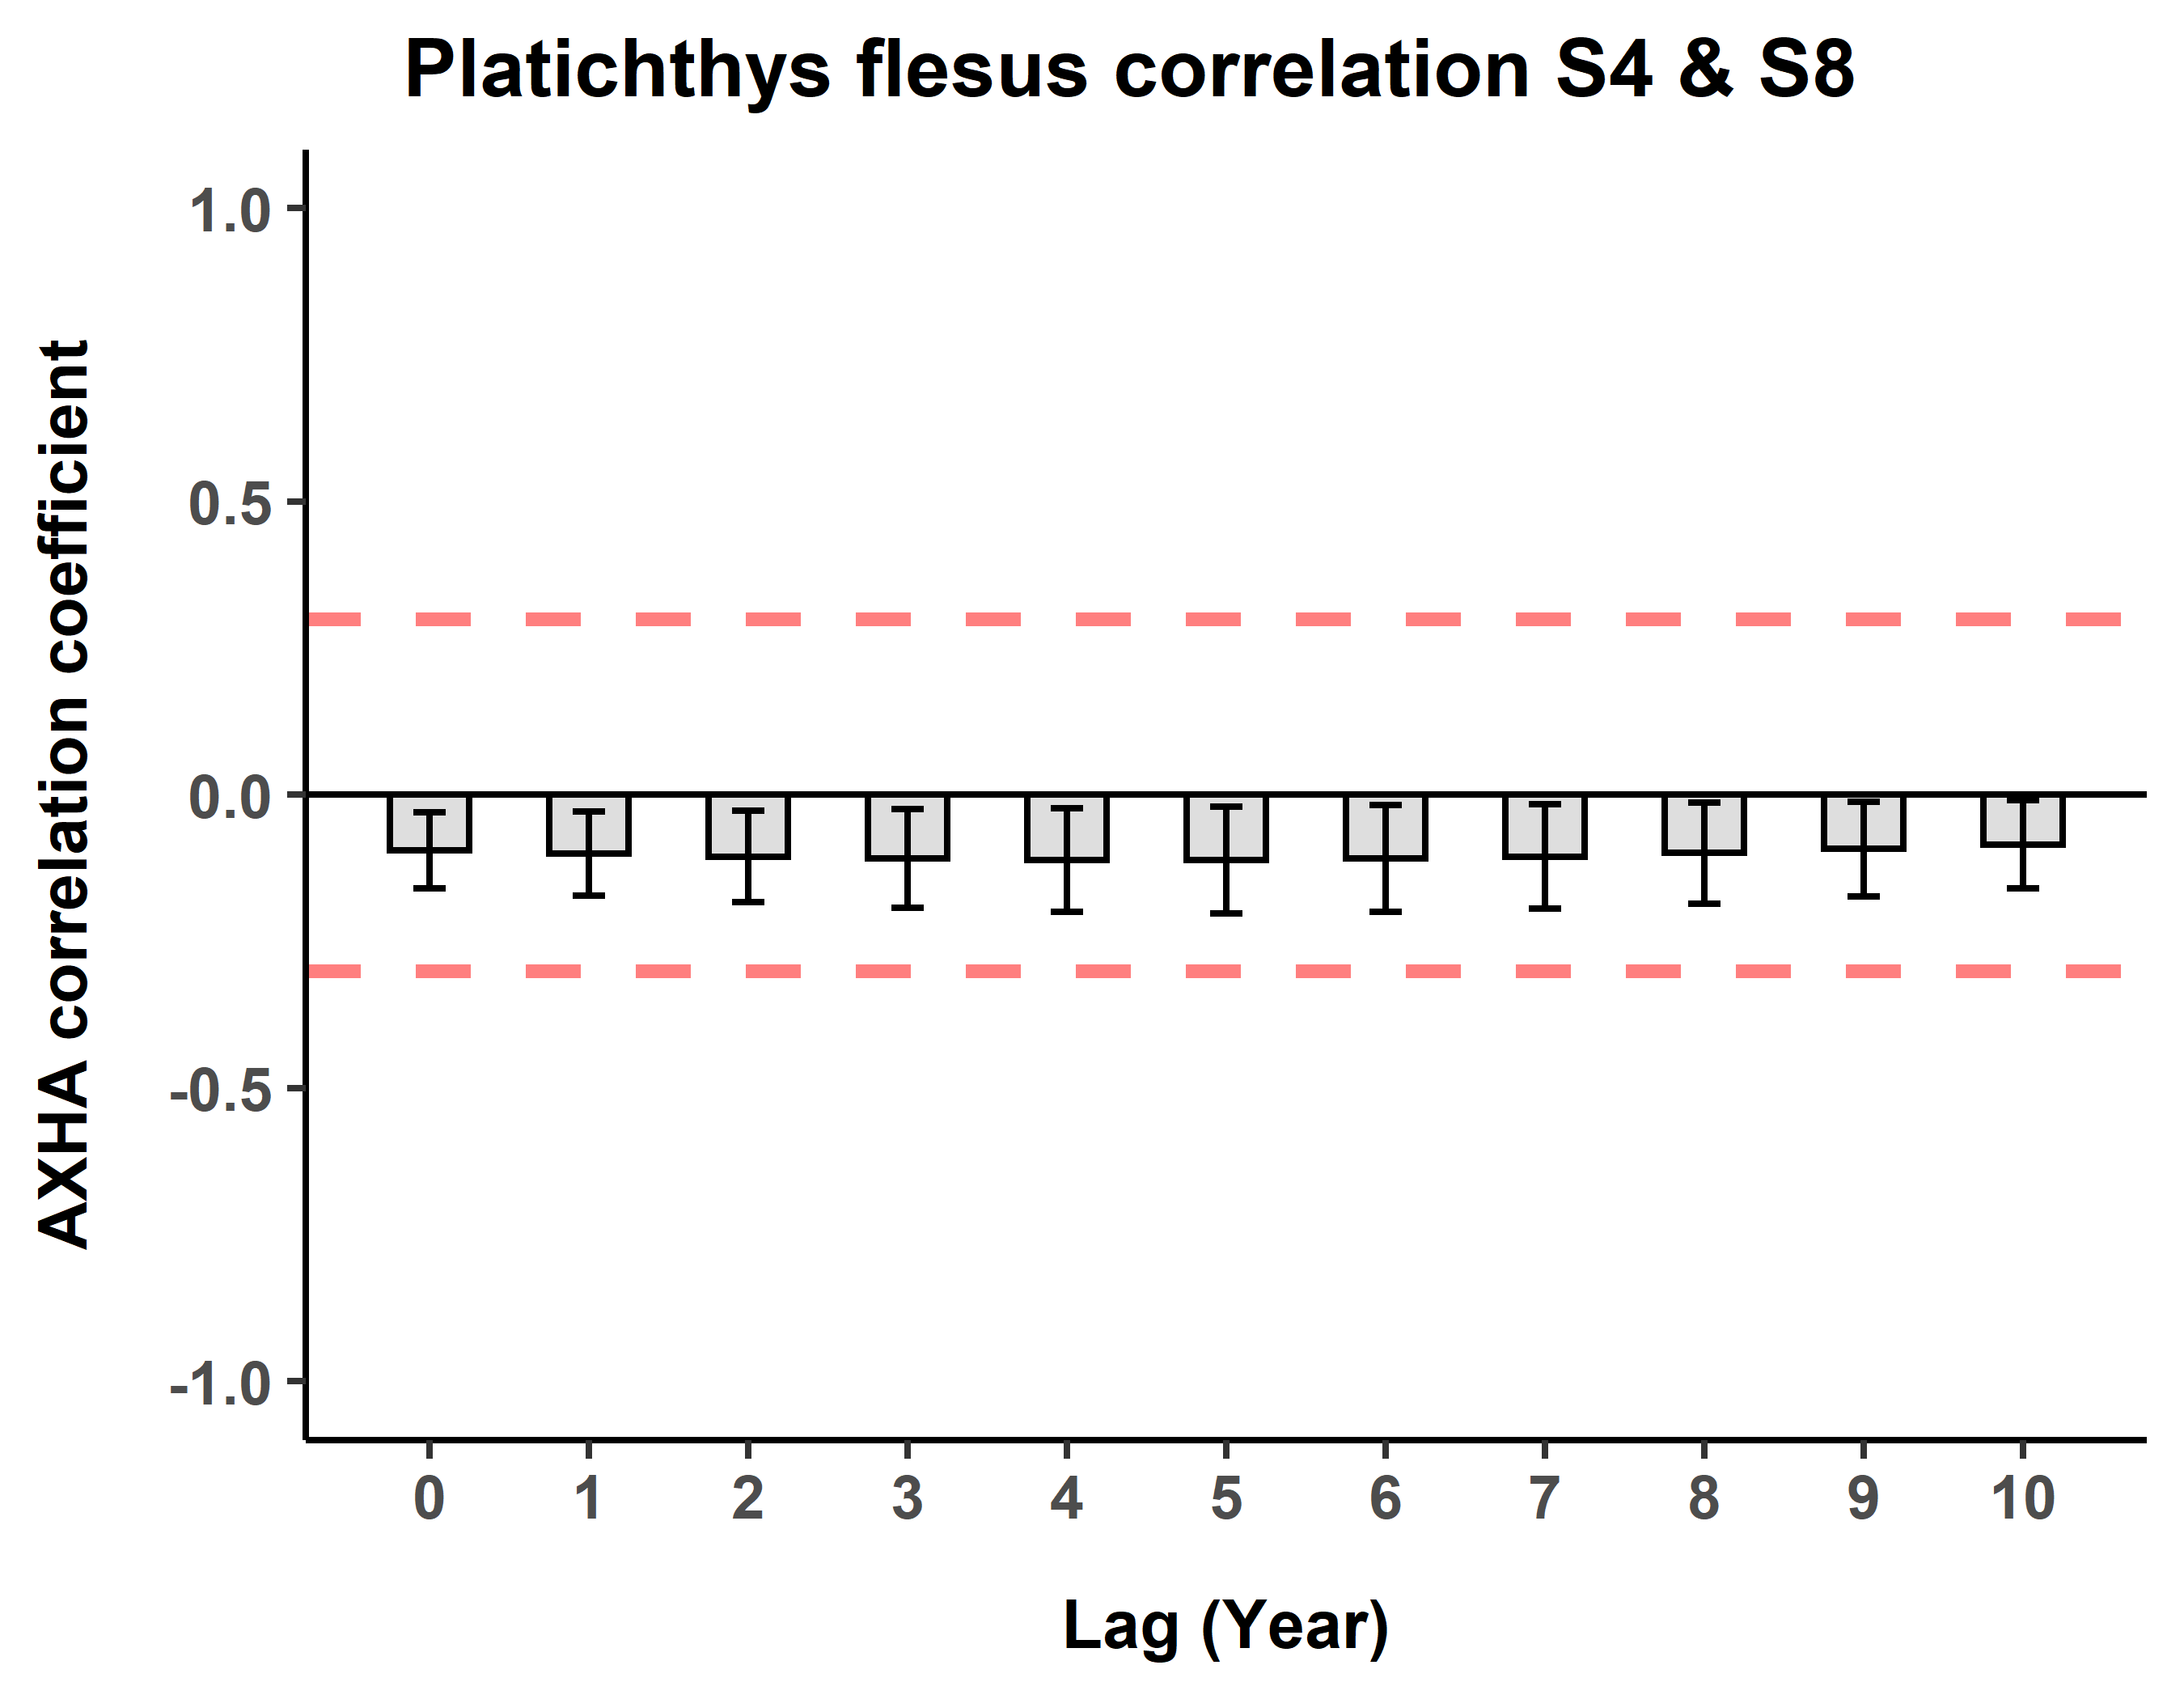 Platichthys flesus correlation S4 & S8
AXHA correlation coefficient
1.0
0.5
0.0
-0.5
-1.0
0 1 2 3 4 5 6 7 8 9 10
Lag (Year)